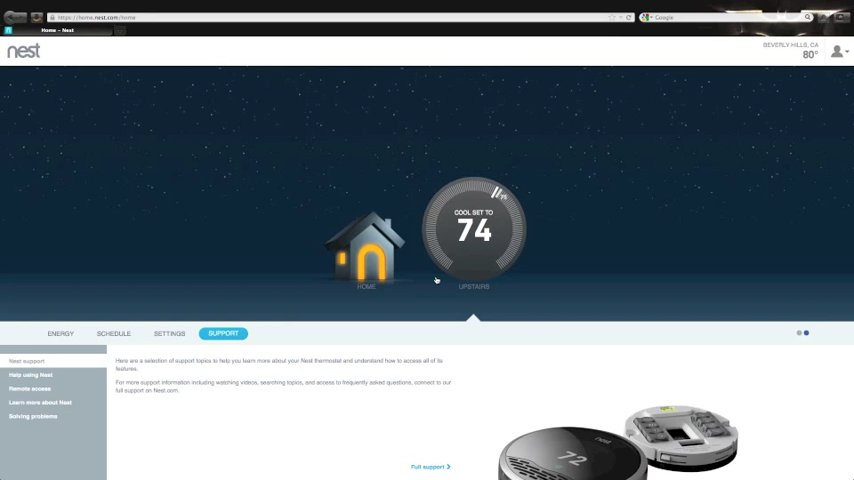 https://home.nest.com/home
Google
Home - Nest
nest
BEVERLY HILLS, CA
80°
75
COOL SET TO
74
HOME
UPSTAIRS
ENERGY
SCHEDULE
SETTINGS
SUPPORT
Nest support
Help using Nest
Remote access
Learn more about Nest
Solving problems
Here are a selection of support topics to help you learn more about your Nest thermostat and understand how to access all of its
features.
For more support information including watching videos, searching topics, and access to frequently asked questions, connect to our
full support on Nest.com.
Full support
nest
72